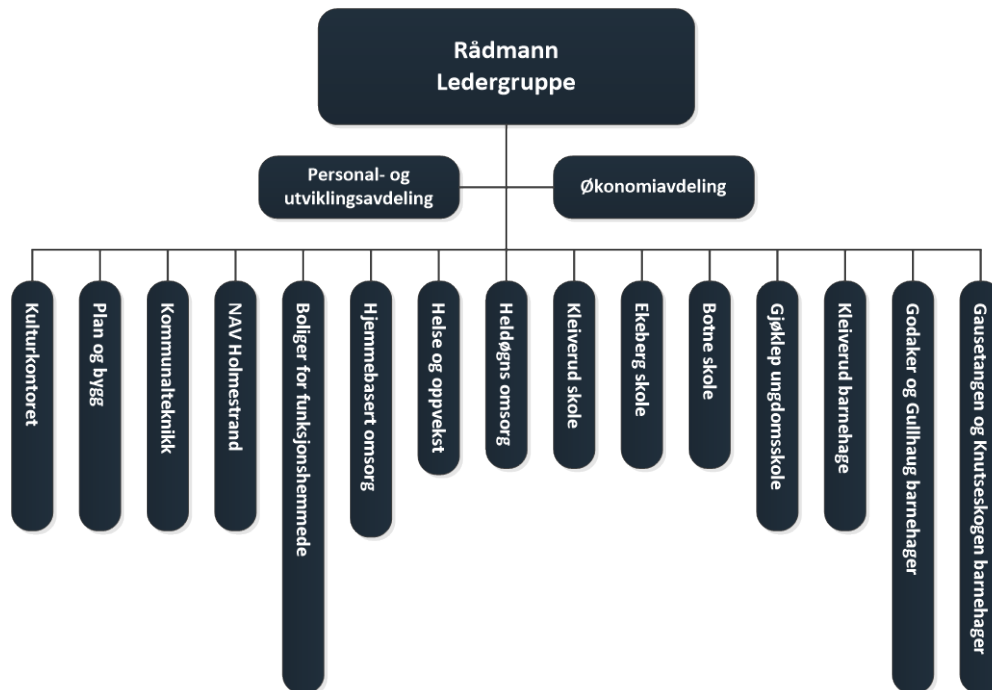 Rådmann
Ledergruppe
Personal- og
utviklingsavdeling
Økonomiavdeling
Kulturkontoret
Plan og bygg
Kommunalteknikk
NAV Holmestrand
Boliger for funksjonshemmede
Hjemmebasert omsorg
Helse og oppvekst
Heldøgns omsorg
Kleiverud skole
Ekeberg skole
Botne skole
Gjøklep ungdomsskole
Kleiverud barnehage
Godaker og Gullhaug barnehager
Gausetangen og Knutseskogen barnehager